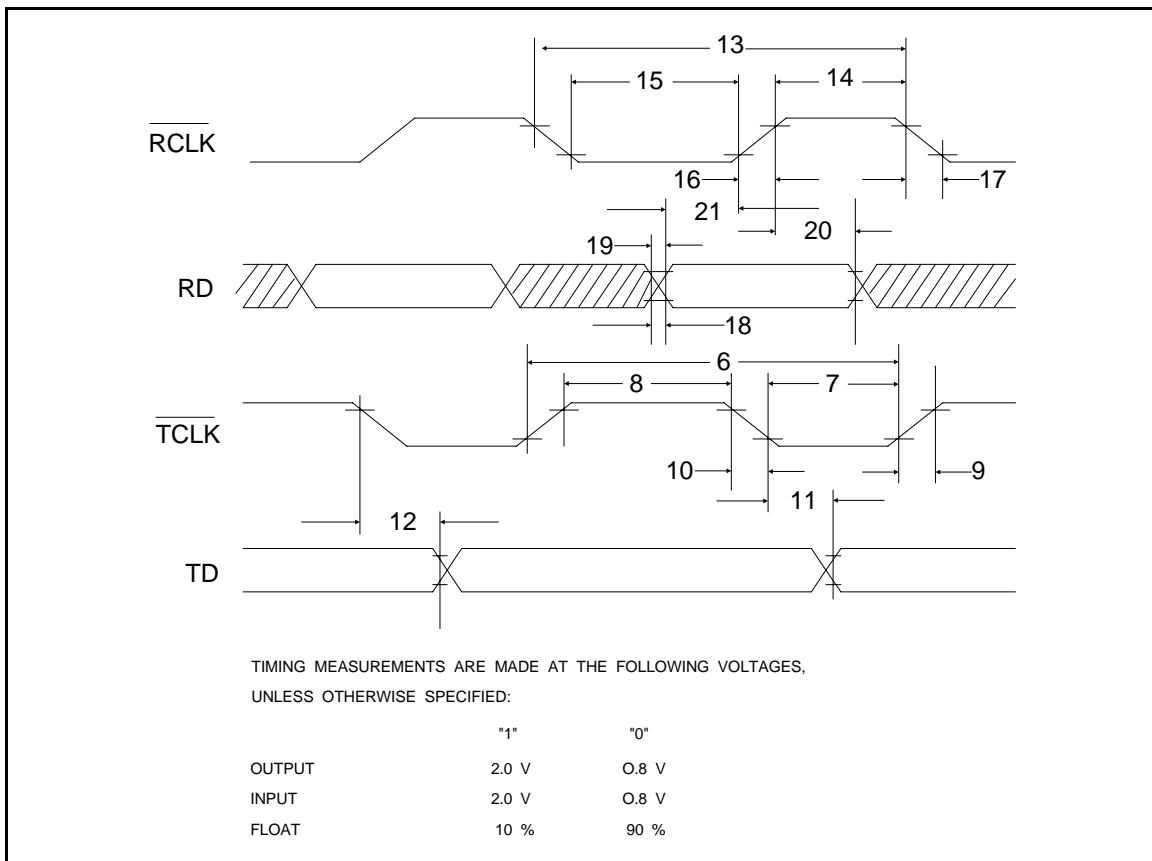 13
15 14
RCLK
16 17
21
20
19
RD
18
6
8 7
TCLK
10 9
11
12
TD
TIMING MEASUREMENTS ARE MADE AT THE FOLLOWING VOLTAGES,
UNLESS OTHERWISE SPECIFIED:
"1" "0"
OUTPUT 2.0 V O.8 V
INPUT 2.0 V O.8 V
FLOAT 10 % 90 %